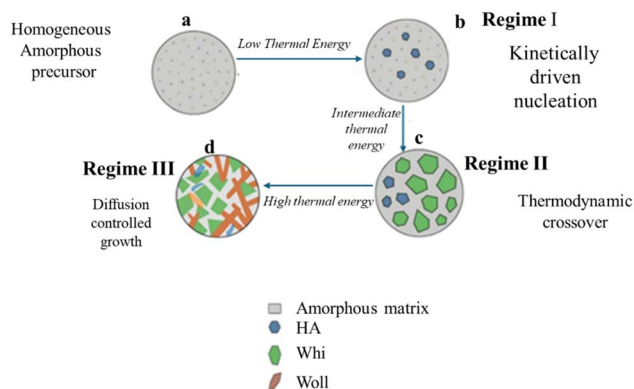 a
Homogeneous
Amorphous
precursor
Low Thermal Energy
b Regime I
Kinetically
driven
nucleation
Intermediate
thermal
energy
c
Regime II
Thermodynamic
crossover
High thermal energy
d
Regime III
Diffusion
controlled
growth
Amorphous matrix
HA
Whi
Woll